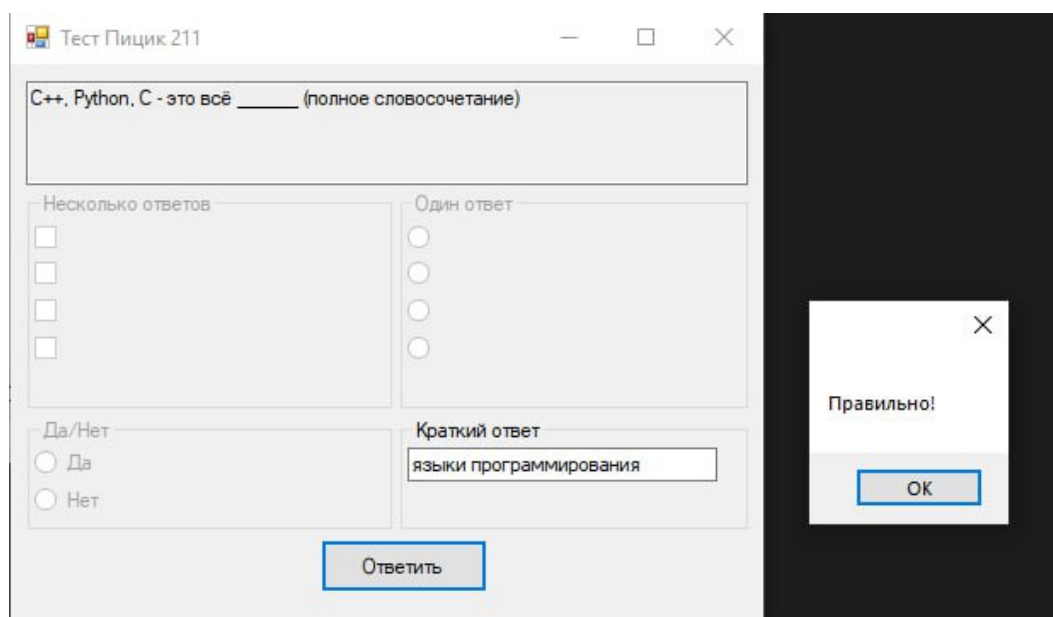 Тест Пицик 211
C++, Python, C - это всё ______ (полное словосочетание)
Несколько ответов
Один ответ
Да/Нет
Да
Нет
Краткий ответ
языки программирования
Ответить
Правильно!
ОК